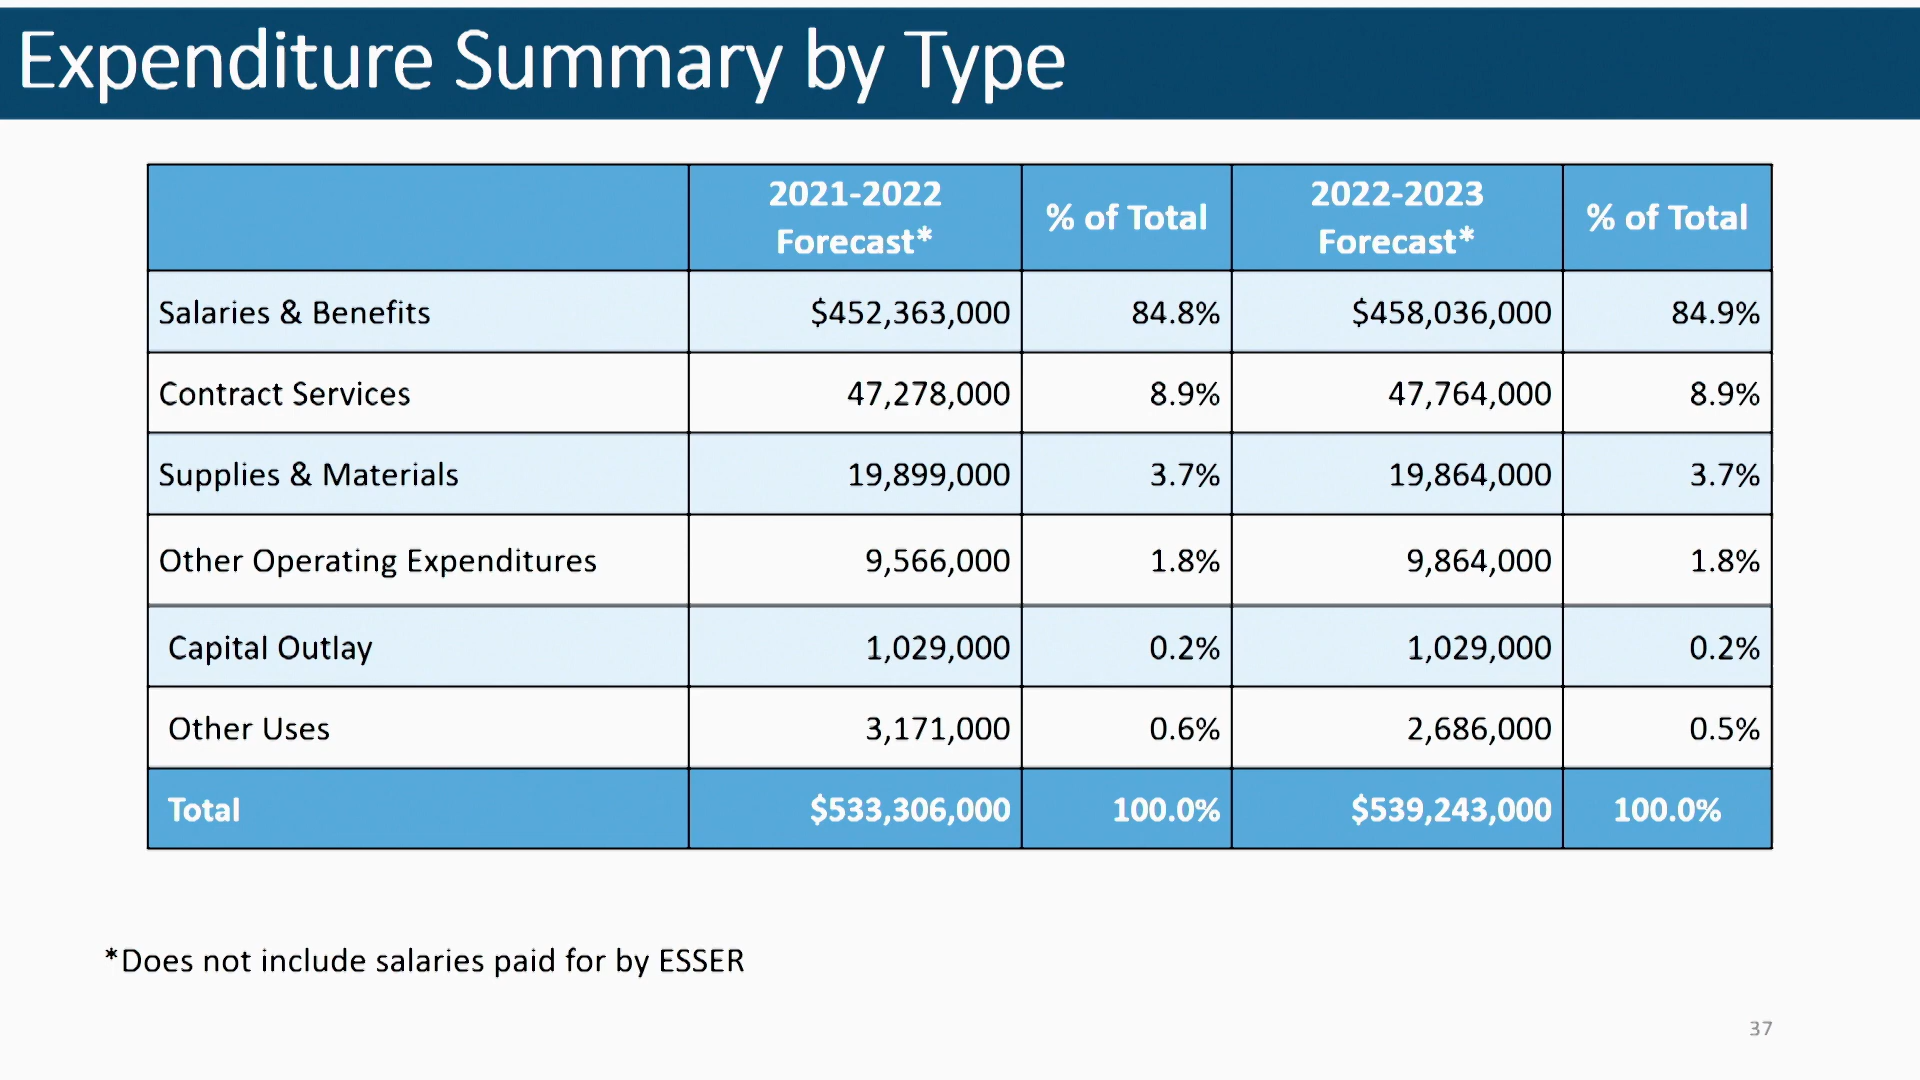 Expenditure Summary by Type
2021-2022 Forecast* % of Total 2022-2023 Forecast* % of Total
Salaries & Benefits $452,363,000 84.8% $458,036,000 84.9%
Contract Services 47,278,000 8.9% 47,764,000 8.9%
Supplies & Materials 19,899,000 3.7% 19,864,000 3.7%
Other Operating Expenditures 9,566,000 1.8% 9,864,000 1.8%
Capital Outlay 1,029,000 0.2% 1,029,000 0.2%
Other Uses 3,171,000 0.6% 2,686,000 0.5%
Total $533,306,000 100.0% $539,243,000 100.0%
*Does not include salaries paid for by ESSER
37